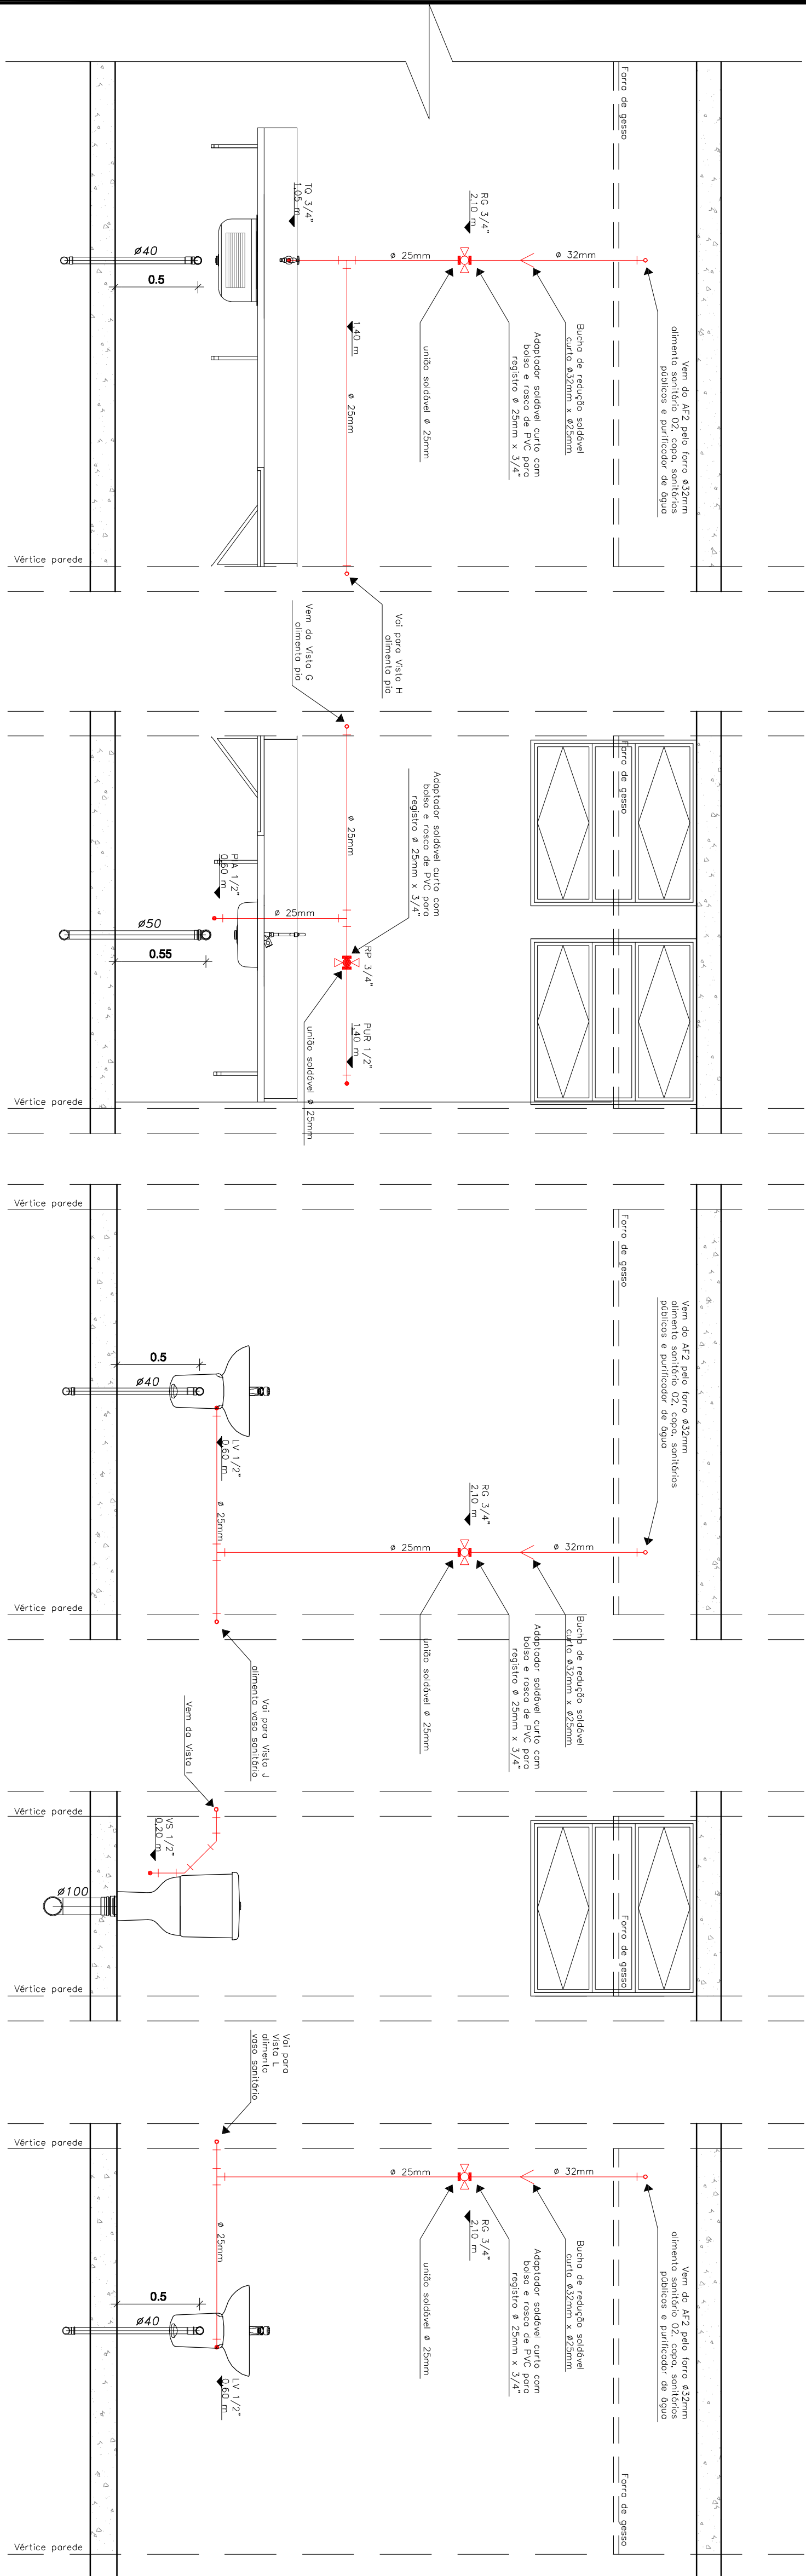 Forro de gesso
TQ 3/4"
1,05 m
RG 3/4"
2,10 m
ø40
0.5
ø 25mm
ø 32mm
1,40 m
ø 25mm
união soldável ø 25mm
Adaptador soldável curto com
bolsa e rosca de PVC para
registro ø 25mm x 3/4"
Bucha de redução soldável
curta ø32mm x ø25mm
Vem do AF2 pelo forro ø32mm
alimenta sanitário 02, copa, sanitários
públicos e purificador de água
Vértice parede
Vai para Vista H
alimenta pia
Vem da Vista G
alimenta pia
Forro de gesso
Adaptador soldável curto com
bolsa e rosca de PVC para
registro ø 25mm x 3/4"
ø 25mm
PIA 1/2"
0,60 m
ø 25mm
ø50
0.55
RP 3/4"
PUR 1/2"
1,40 m
união soldável ø 25mm
Vértice parede
Vértice parede
Forro de gesso
Vem do AF2 pelo forro ø32mm
alimenta sanitário 02, copa, sanitários
públicos e purificador de água
0.5
ø40
LV 1/2"
0,60 m
ø 25mm
RG 3/4"
2,10 m
ø 25mm
ø 32mm
Vértice parede
união soldável ø 25mm
Adaptador soldável curto com
bolsa e rosca de PVC para
registro ø 25mm x 3/4"
Bucha de redução soldável
curta ø32mm x ø25mm
Vai para Vista J
alimenta vaso sanitário
Vem da Vista I
Vértice parede
VS 1/2"
0,20 m
ø100
Forro de gesso
Vértice parede
Vai para
Vista L
alimenta
vaso sanitário
Vértice parede
ø 25mm
ø 32mm
RG 3/4"
2,10 m
ø 25mm
0.5
ø40
LV 1/2"
0,60 m
união soldável ø 25mm
Adaptador soldável curto com
bolsa e rosca de PVC para
registro ø 25mm x 3/4"
Bucha de redução soldável
curta ø32mm x ø25mm
Vem do AF2 pelo forro ø32mm
alimenta sanitário 02, copa, sanitários
públicos e purificador de água
Forro de gesso
Vértice parede